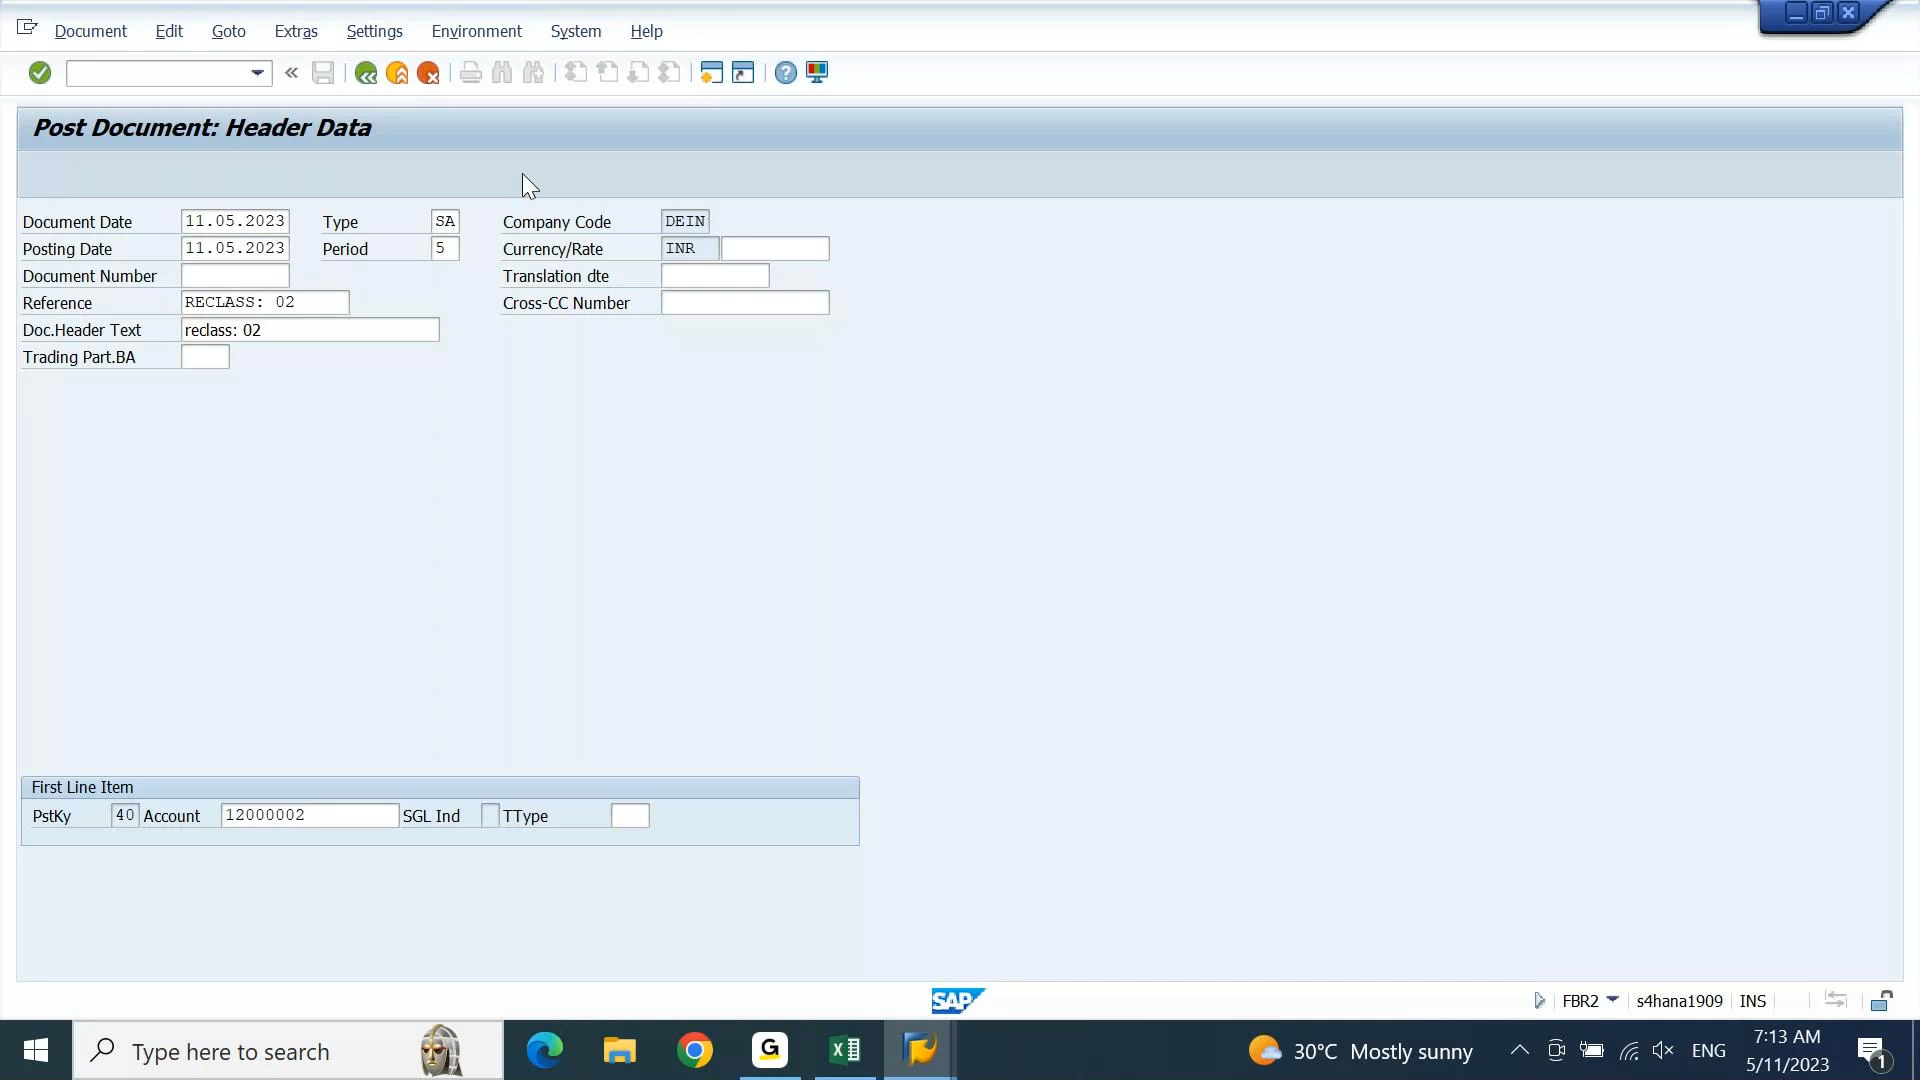 Document Edit Goto Extras Settings Environment System Help
Post Document: Header Data
Document Date 11.05.2023 Type SA Company Code DEIN
Posting Date 11.05.2023 Period 5 Currency/Rate INR
Document Number Translation dte
Reference RECLASS: 02 Cross-CC Number
Doc.Header Text reclass: 02
Trading Part.BA
First Line Item
PstKy 40 Account 12000002 SGL Ind TType
SAP FBR2 s4hana1909 INS
Type here to search G 30°C Mostly sunny ENG 7:13 AM
5/11/2023 1